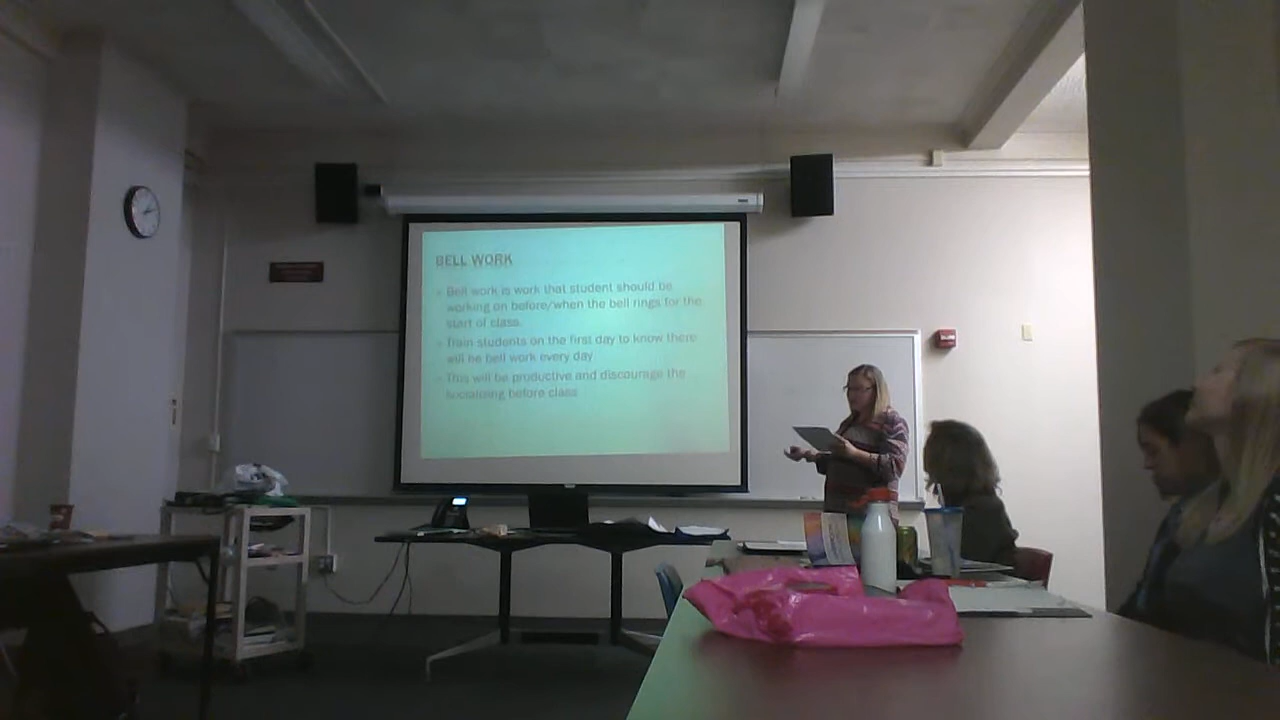 BELL WORK
Bell work is work that student should be
working on before/when the bell rings for the
start of class.
Train students on the first day to know there
will be bell work every day
This will be productive and discourage the
socializing before class